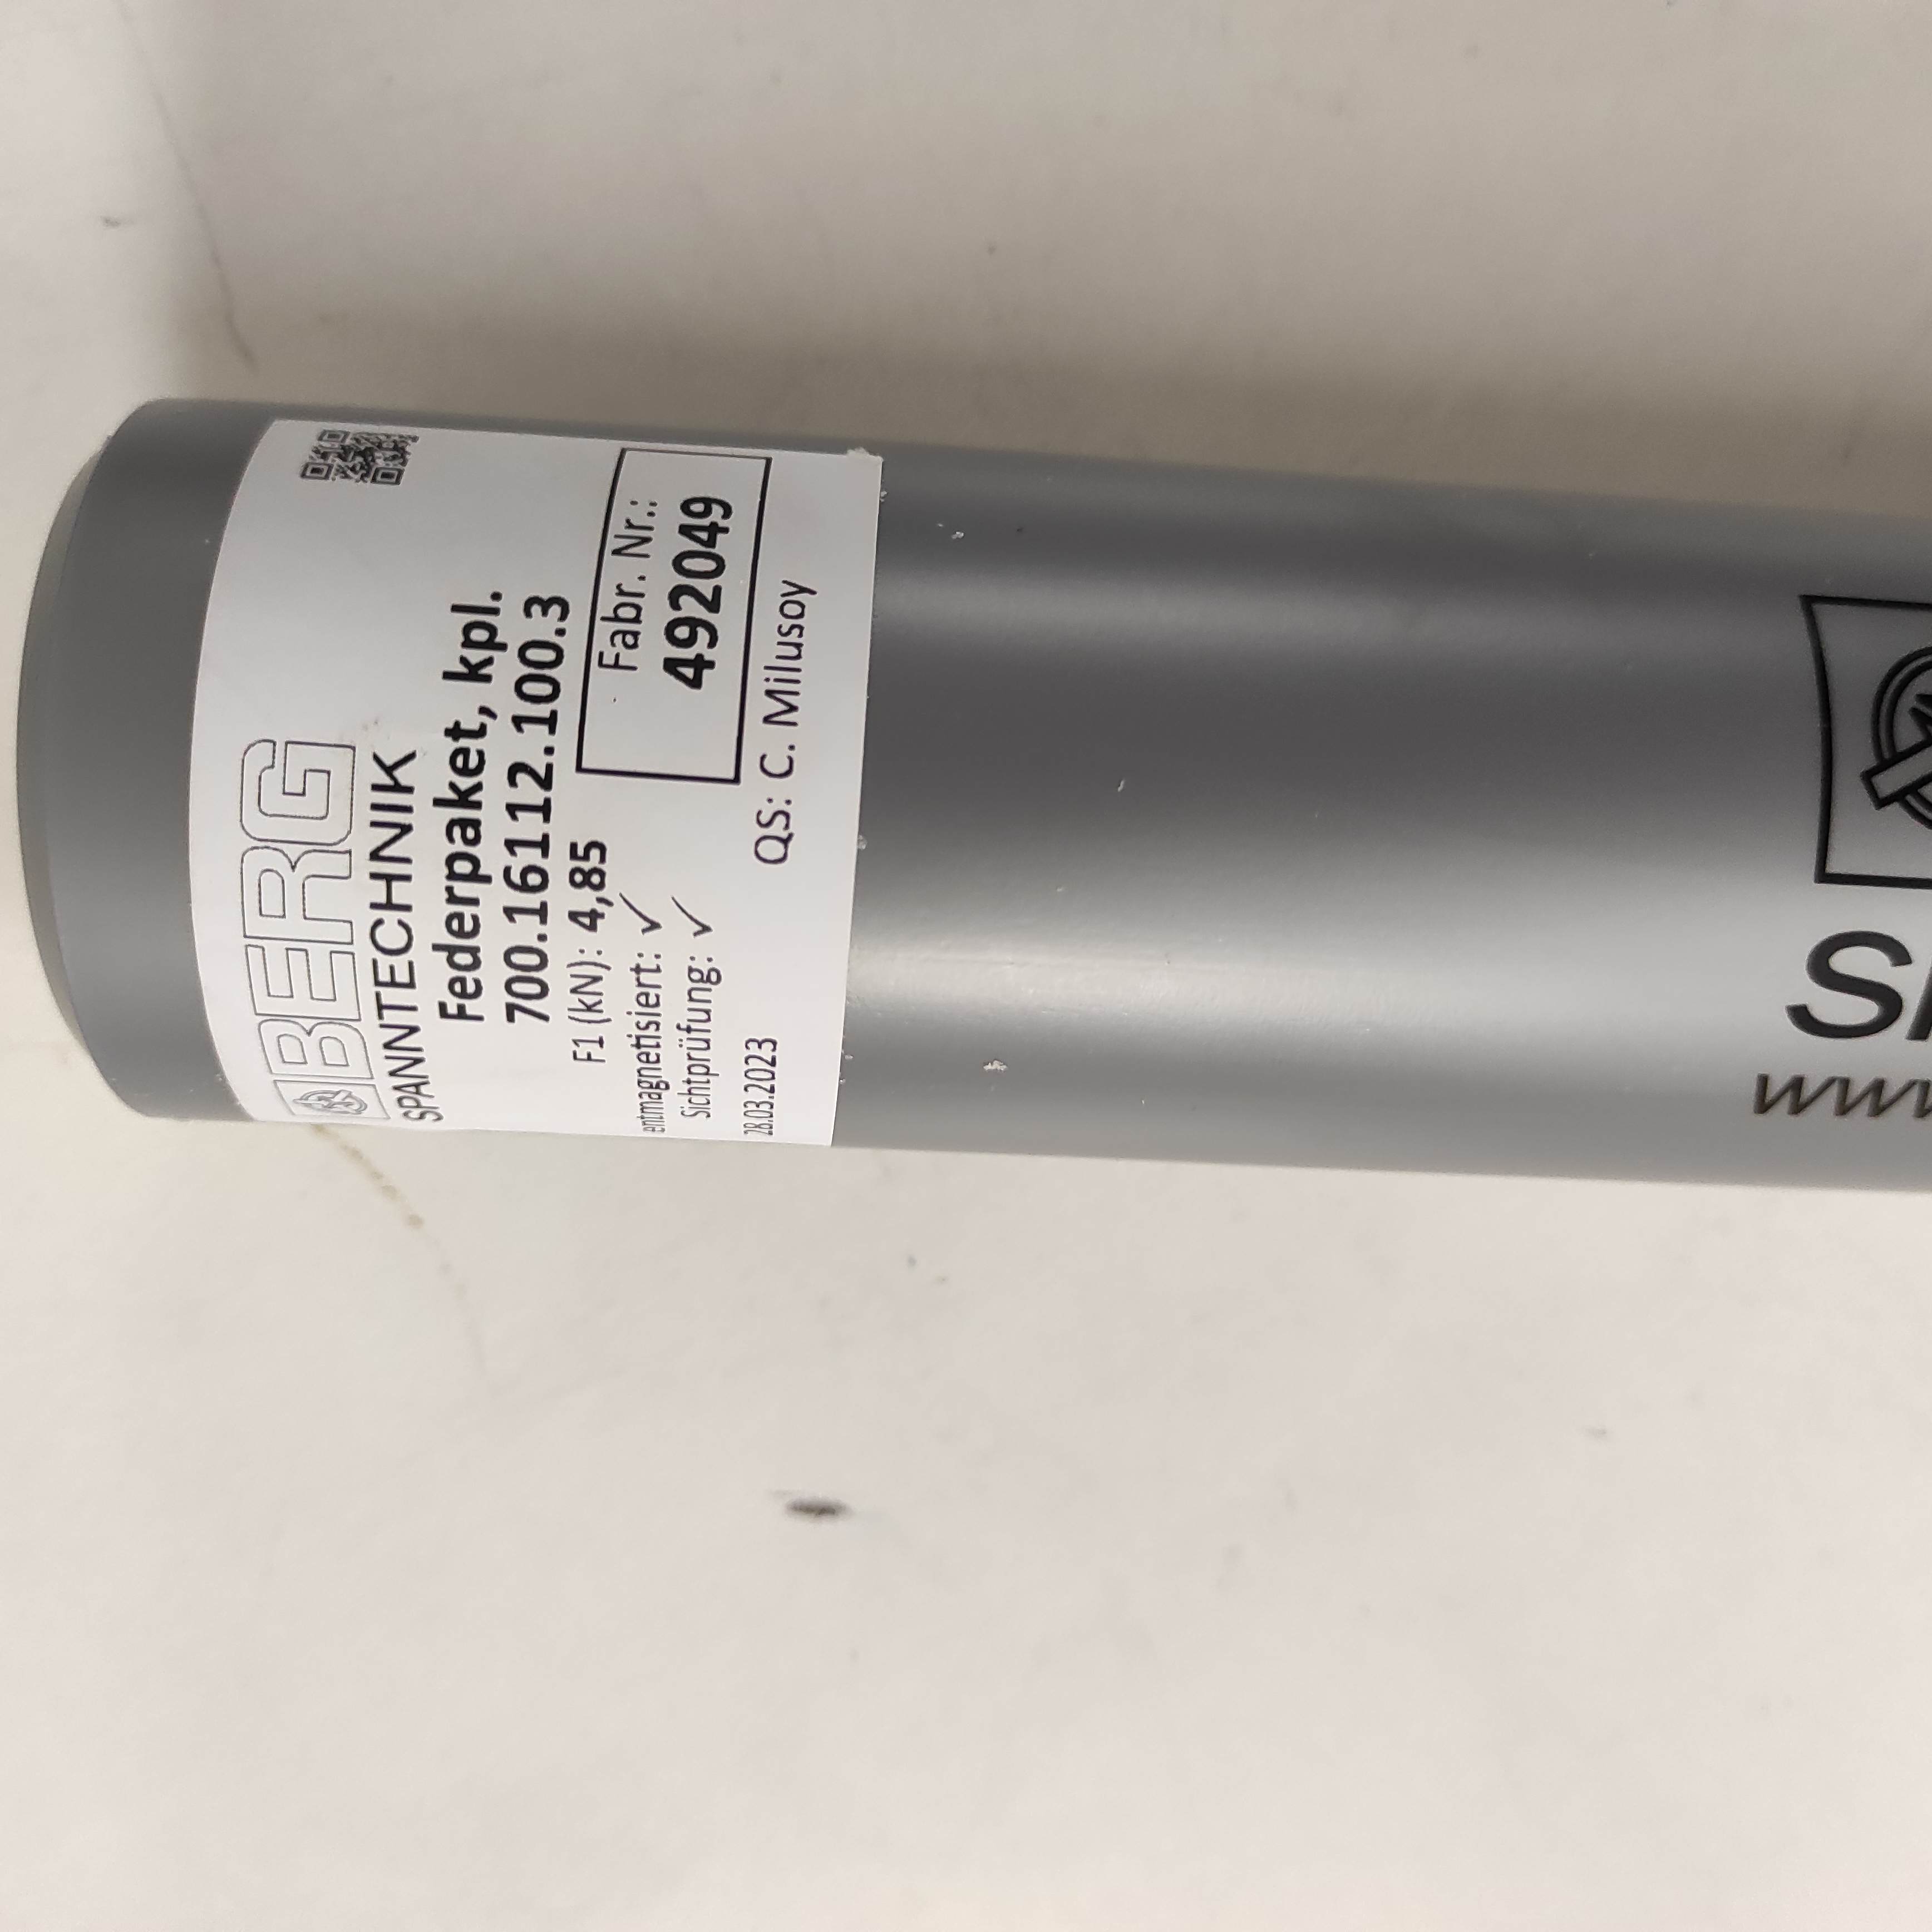 BERG
SPANNTECHNIK
Federpaket, kpl.
700.16112.100.3
F1 (kN): 4,85
entmagnetisiert: ✓
Sichtprüfung: ✓
Fabr. Nr.:
492049
28.03.2023
QS: C. Milusoy
www